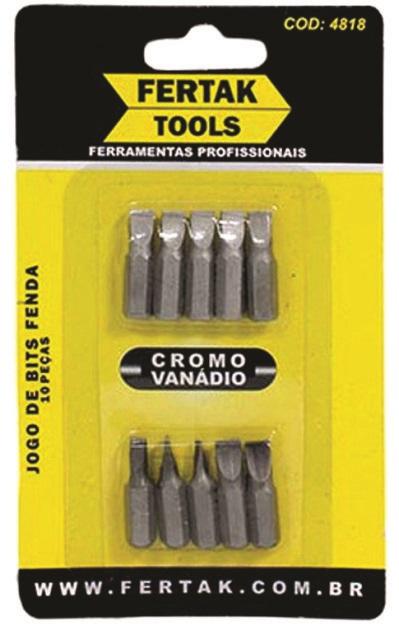 COD: 4818
FERTAK
TOOLS
FERRAMENTAS PROFISSIONAIS
JOGO DE BITS FENDA
10 PEÇAS
CROMO
VANÁDIO
WWW.FERTAK.COM.BR